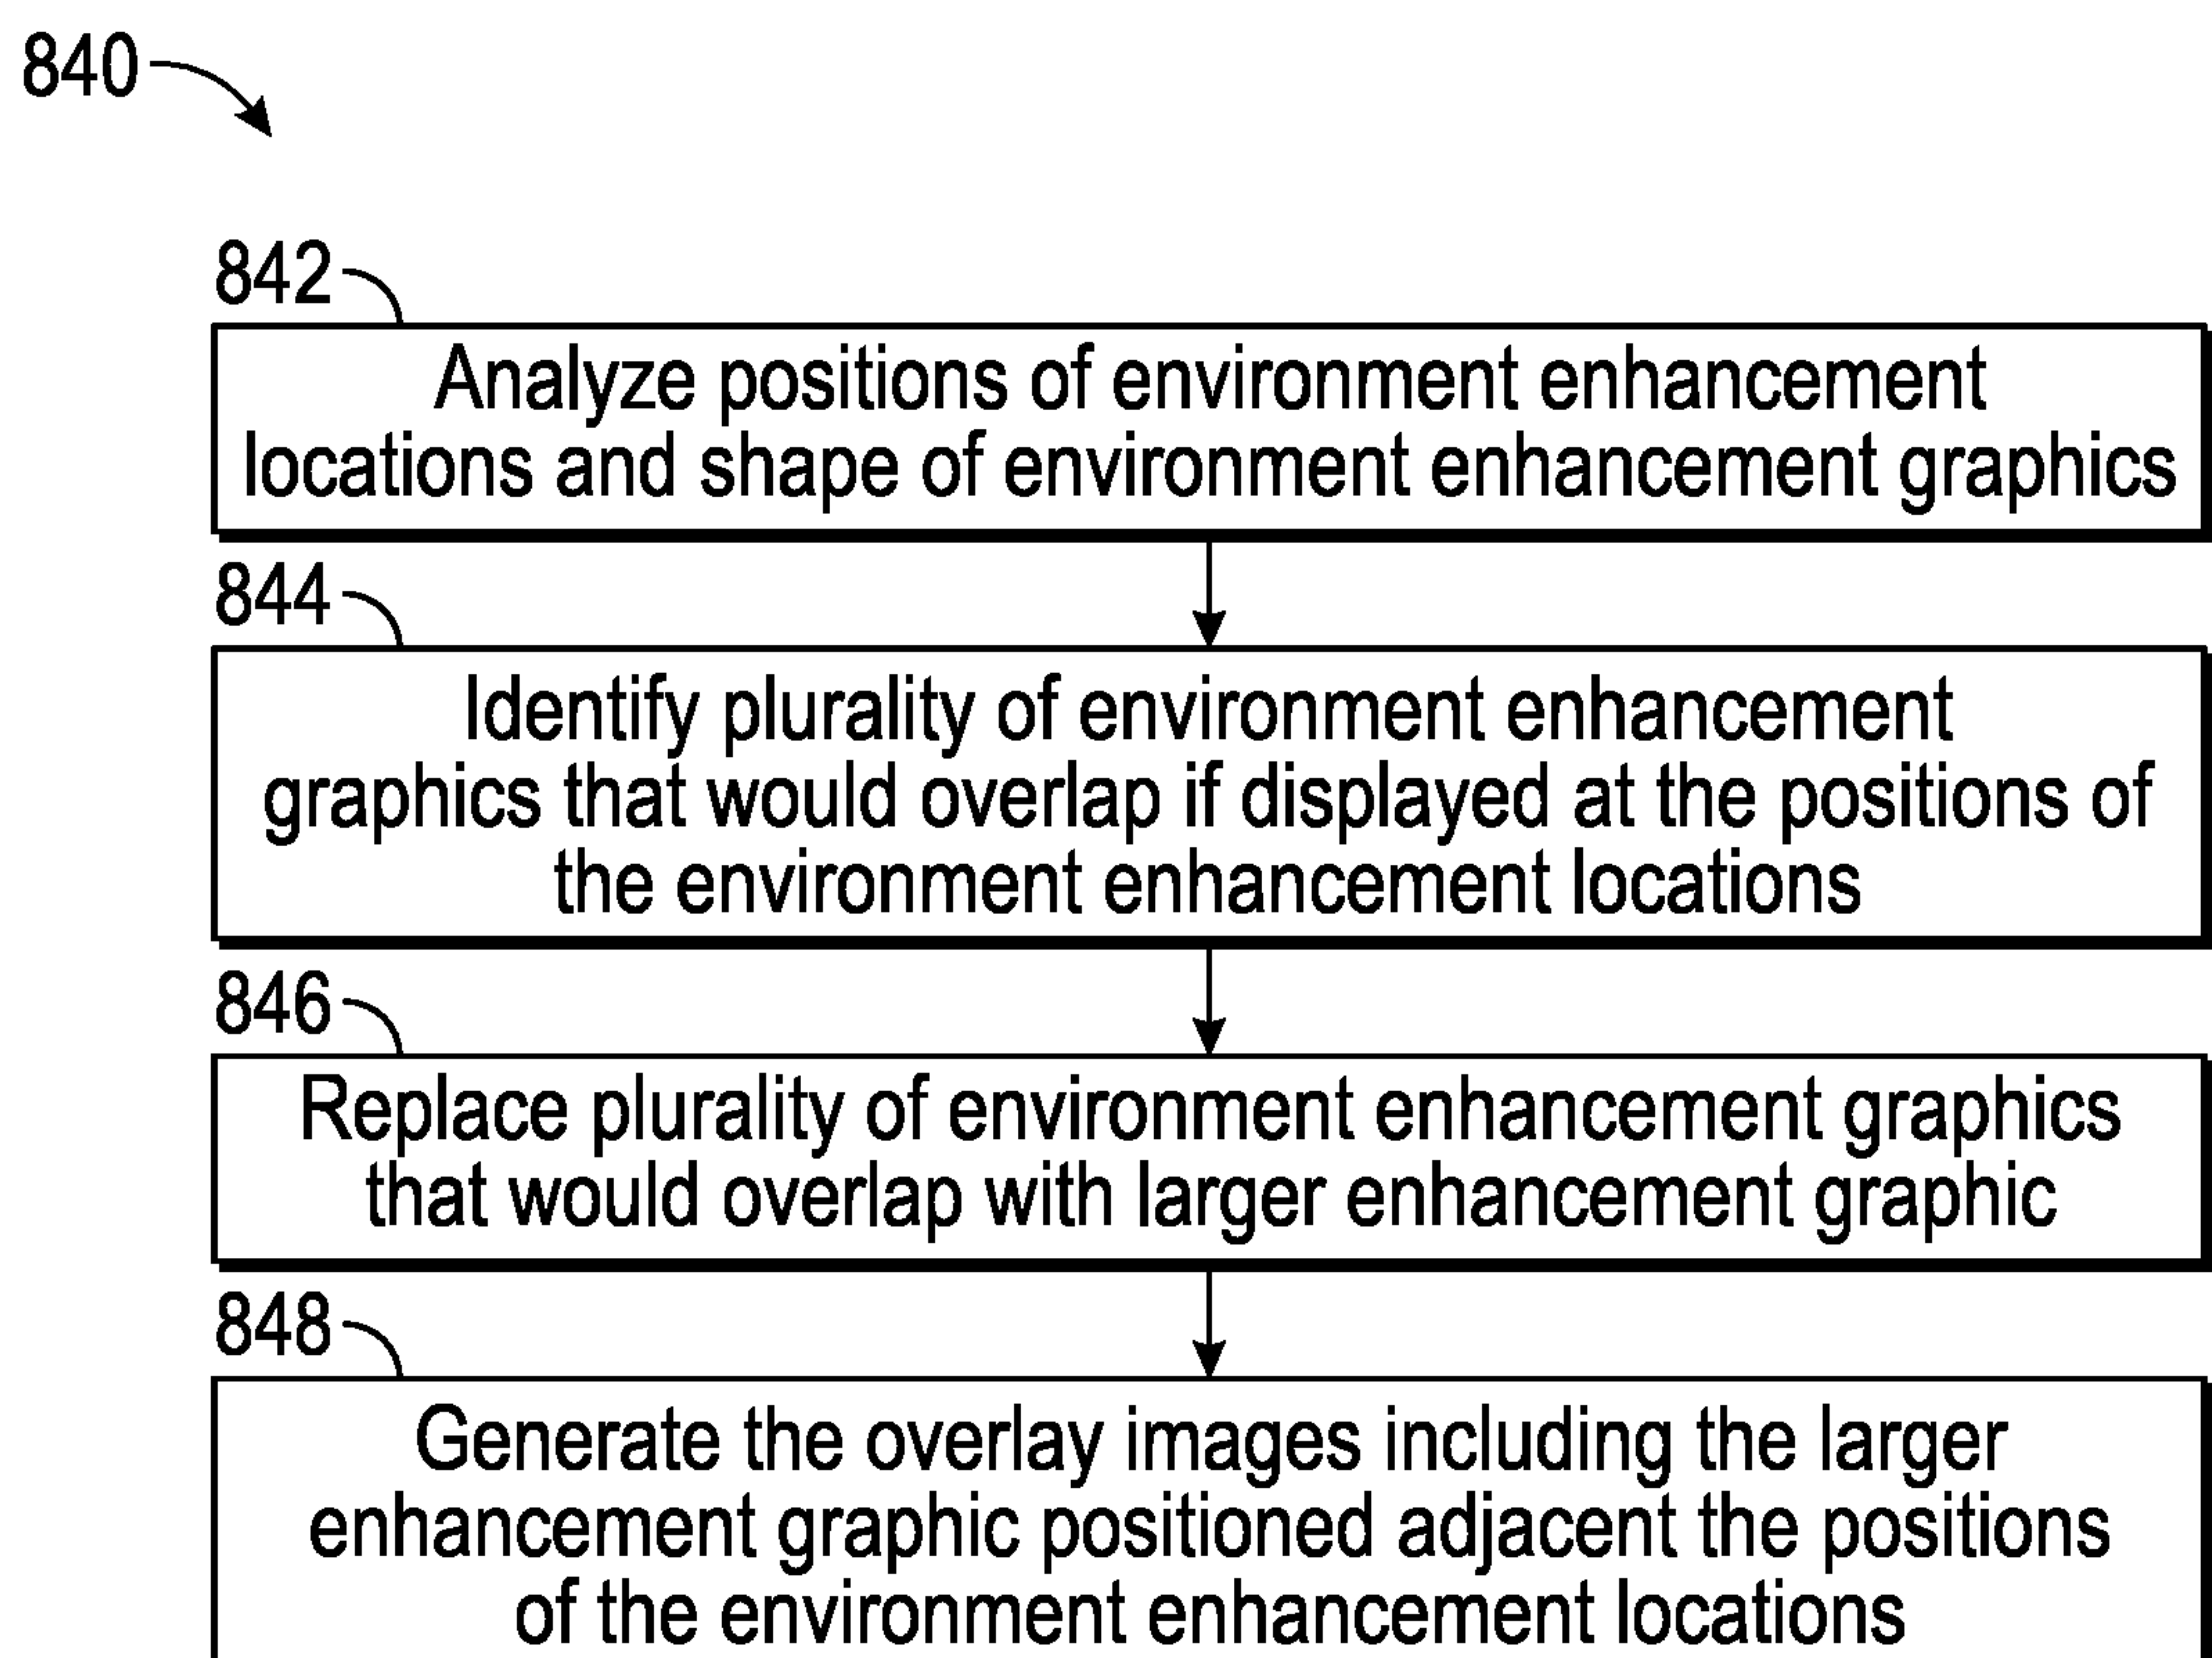 840
842
Analyze positions of environment enhancement
locations and shape of environment enhancement graphics
844
Identify plurality of environment enhancement
graphics that would overlap if displayed at the positions of
the environment enhancement locations
846
Replace plurality of environment enhancement graphics
that would overlap with larger enhancement graphic
848
Generate the overlay images including the larger
enhancement graphic positioned adjacent the positions
of the environment enhancement locations